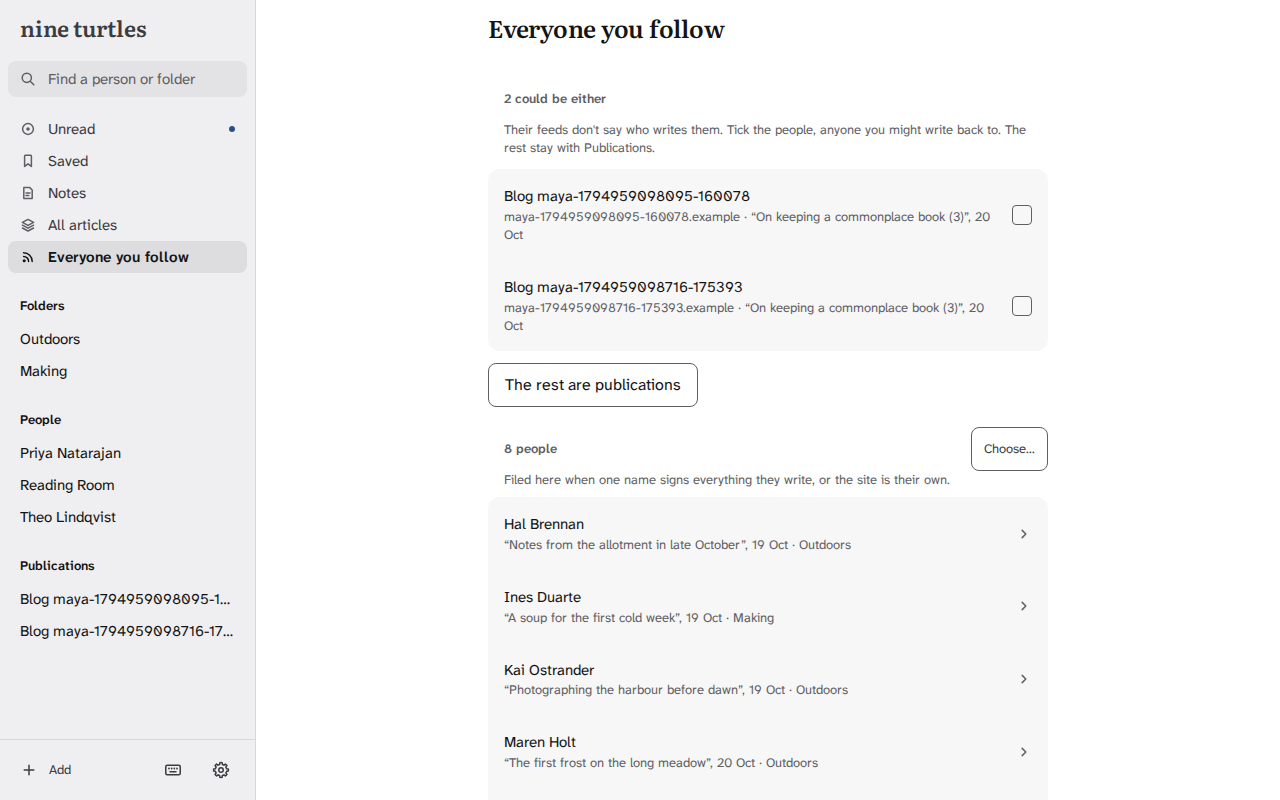 nine turtles
Find a person or folder
Unread
Saved
Notes
All articles
Everyone you follow
Folders
Outdoors
Making
People
Priya Natarajan
Reading Room
Theo Lindqvist
Publications
Blog maya-1794959098095-1...
Blog maya-1794959098716-17...
Add
Everyone you follow
2 could be either
Their feeds don't say who writes them. Tick the people, anyone you might write back to. The
rest stay with Publications.
Blog maya-1794959098095-160078
maya-1794959098095-160078.example · “On keeping a commonplace book (3)”, 20
Oct
Blog maya-1794959098716-175393
maya-1794959098716-175393.example · “On keeping a commonplace book (3)”, 20
Oct
The rest are publications
8 people
Choose...
Filed here when one name signs everything they write, or the site is their own.
Hal Brennan
“Notes from the allotment in late October”, 19 Oct · Outdoors
Ines Duarte
“A soup for the first cold week”, 19 Oct · Making
Kai Ostrander
“Photographing the harbour before dawn”, 19 Oct · Outdoors
Maren Holt
“The first frost on the long meadow”, 20 Oct · Outdoors